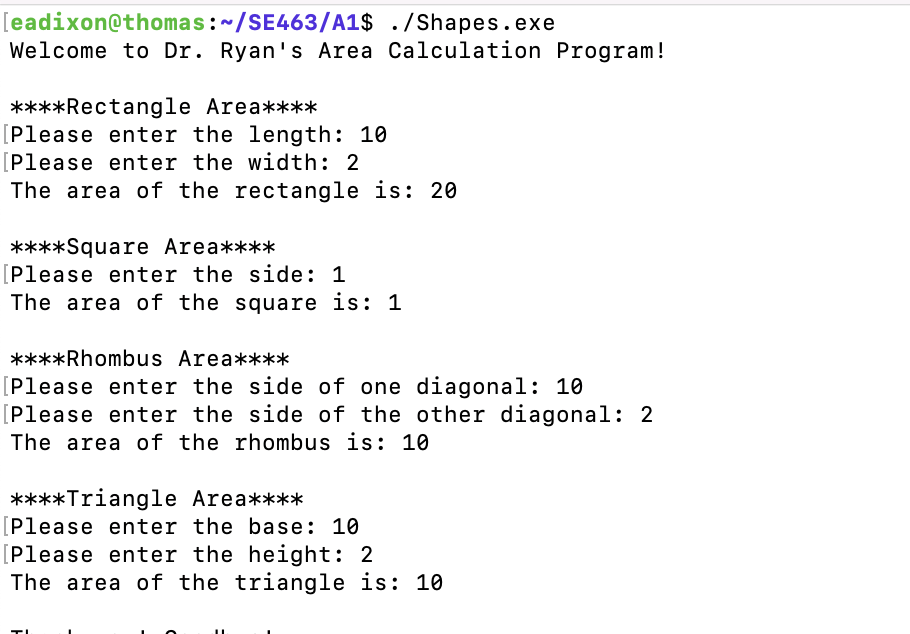 [eadixon@thomas:~/SE463/A1$ ./Shapes.exe
Welcome to Dr. Ryan's Area Calculation Program!
****Rectangle Area****
[Please enter the length: 10
[Please enter the width: 2
The area of the rectangle is: 20
****Square Area****
[Please enter the side: 1
The area of the square is: 1
****Rhombus Area****
[Please enter the side of one diagonal: 10
[Please enter the side of the other diagonal: 2
The area of the rhombus is: 10
****Triangle Area****
[Please enter the base: 10
[Please enter the height: 2
The area of the triangle is: 10